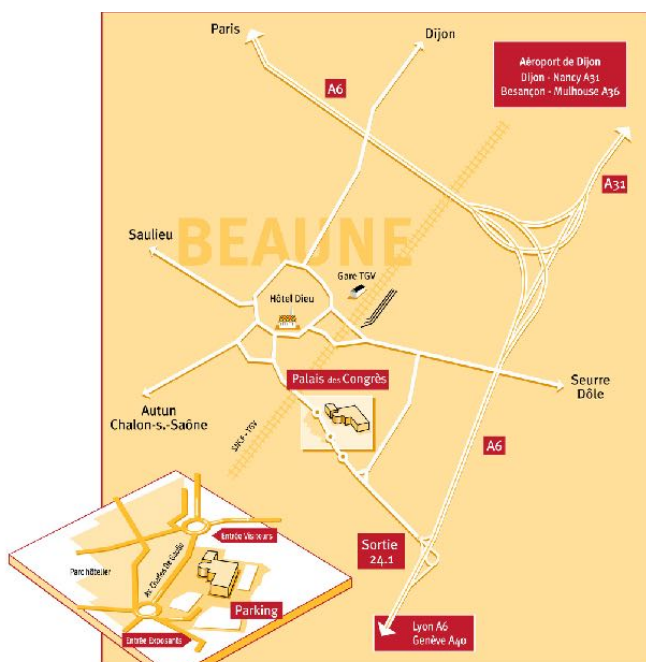 Paris
Dijon
Aéroport de Dijon
Dijon - Nancy A31
Besançon - Mulhouse A36
A6
A31
BEAUNE
Saulieu
Gare TGV
Hôtel Dieu
Palais des Congrès
Seurre
Dôle
Autun
Chalon-s.-Saône
SNCF - TGV
A6
Sortie
24.1
Entrée Visiteurs
Parc hôtelier
Av. Charles De Gaulle
Parking
Entrée Exposants
Lyon A6
Genève A40